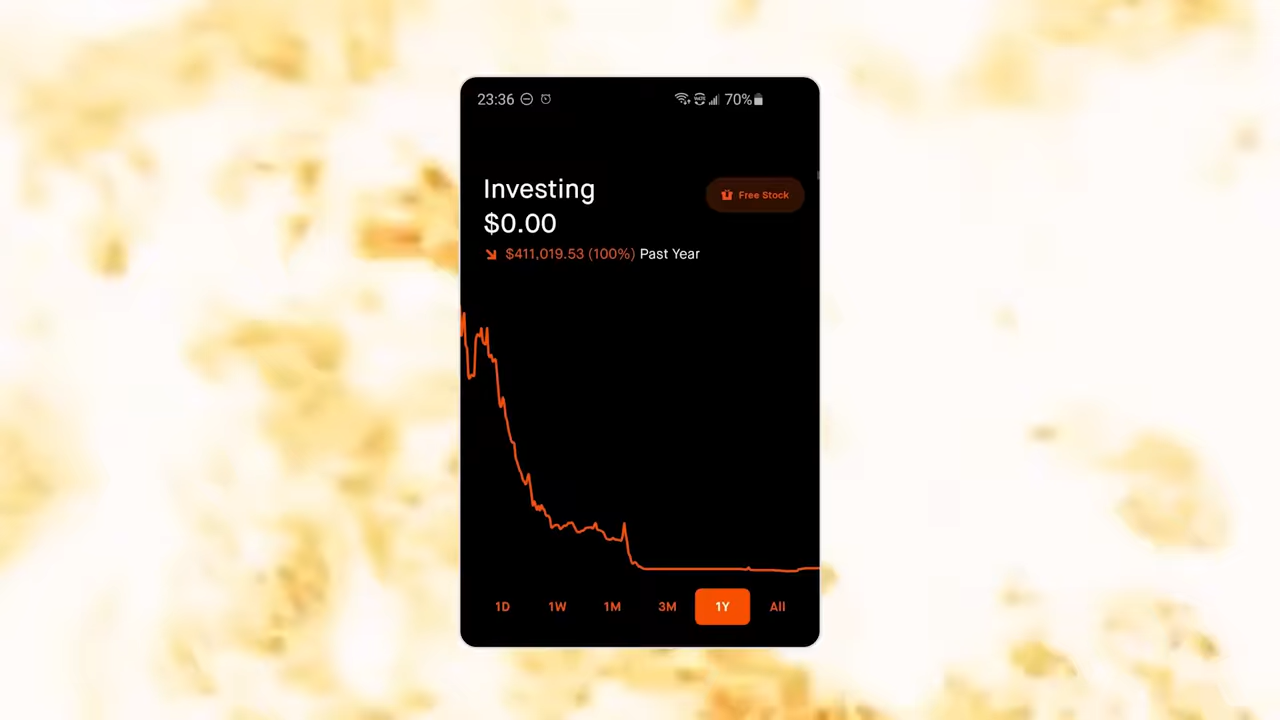 23:36 70%
Investing
Free Stock
$0.00
$411,019.53 (100%) Past Year
1D 1W 1M 3M 1Y All